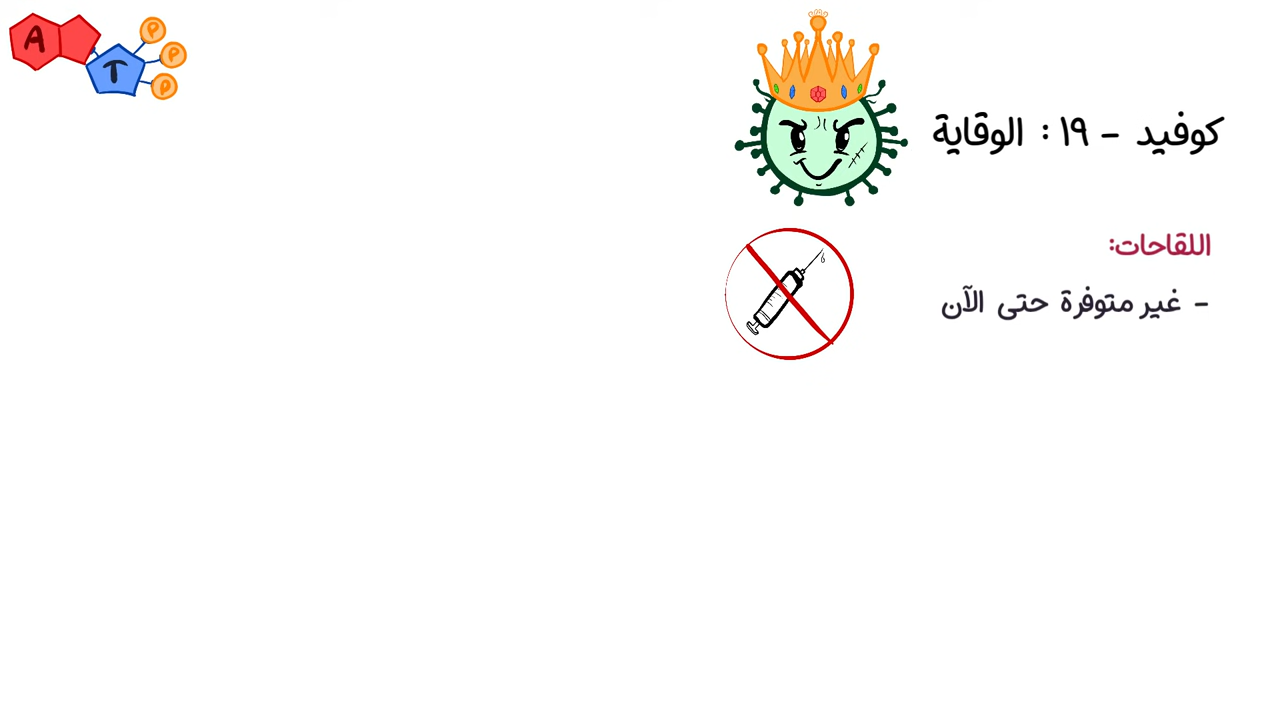 كوفيد - ١٩ : الوقاية
اللقاحات:
- غير متوفرة حتى الآن
A
T
P
P
P